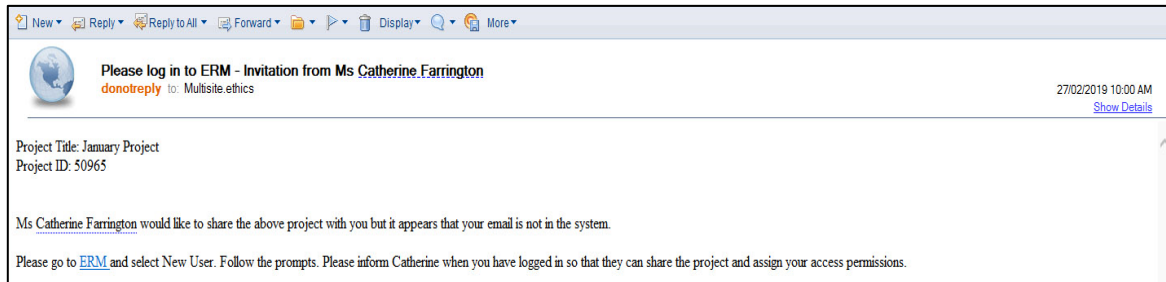 New Reply Reply to All Forward Display More
Please log in to ERM - Invitation from Ms Catherine Farrington
donotreply to: Multisite.ethics
27/02/2019 10:00 AM
Show Details
Project Title: January Project
Project ID: 50965
Ms Catherine Farrington would like to share the above project with you but it appears that your email is not in the system.
Please go to ERM and select New User. Follow the prompts. Please inform Catherine when you have logged in so that they can share the project and assign your access permissions.